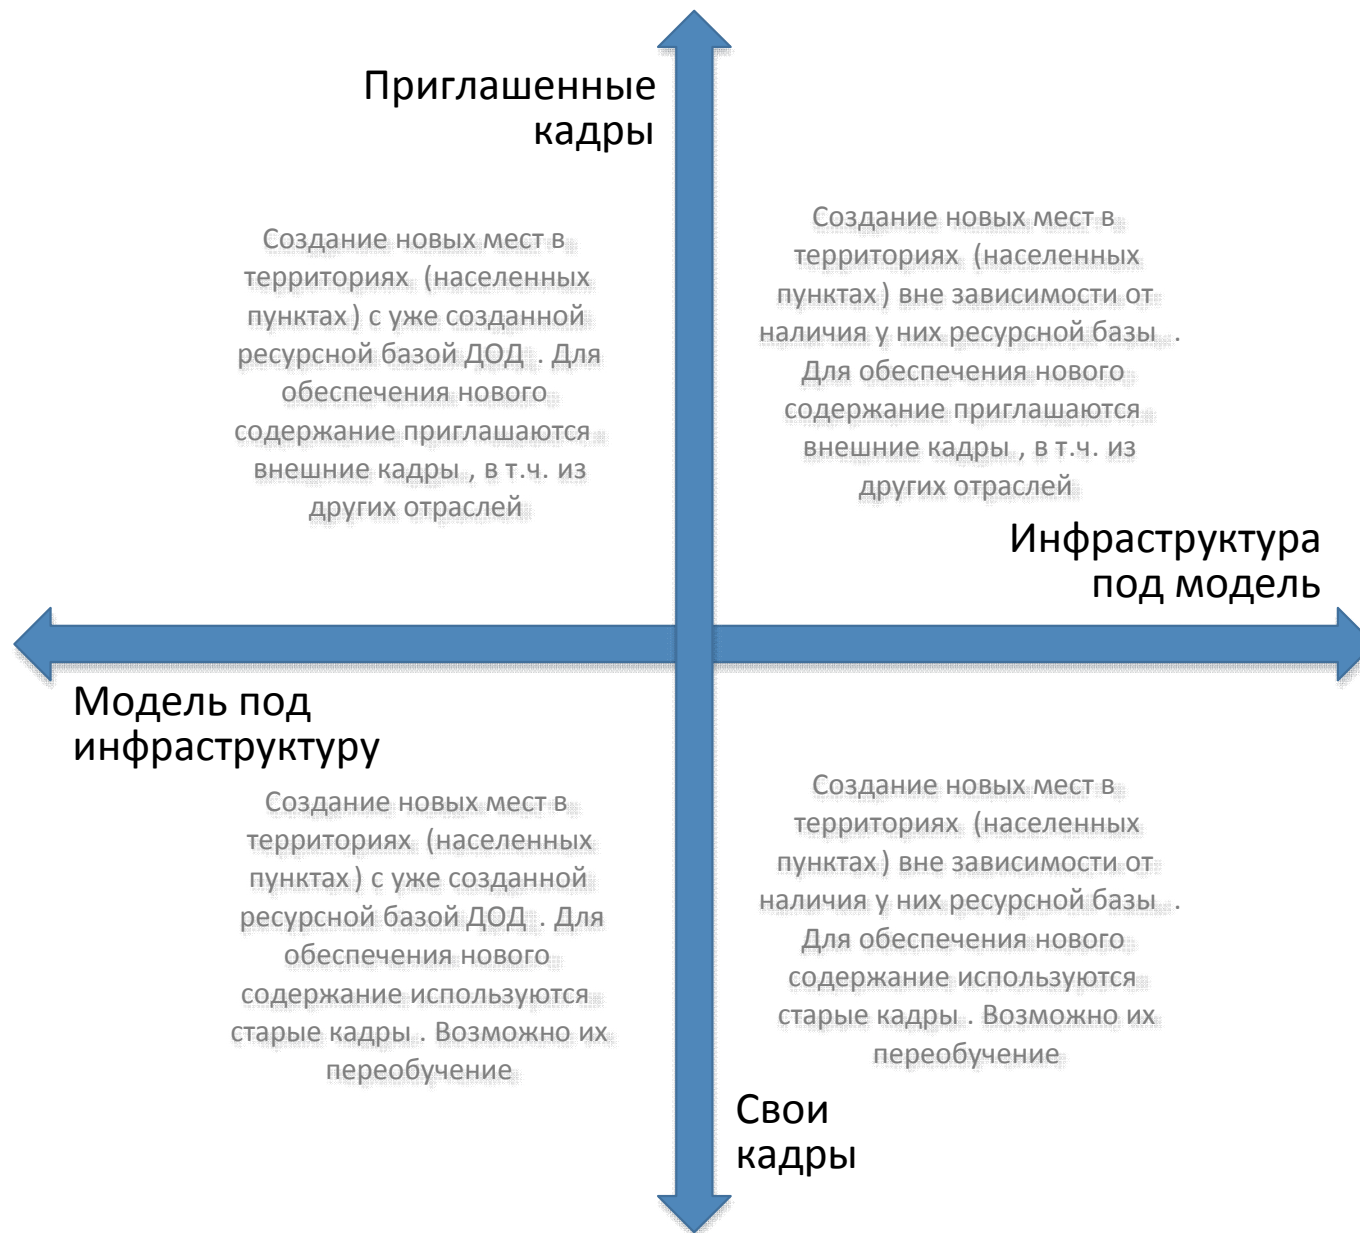 Приглашенные
кадры
Создание новых мест в
территориях (населенных
пунктах) с уже созданной
ресурсной базой ДОД . Для
обеспечения нового
содержание приглашаются
внешние кадры , в т.ч. из
других отраслей
Создание новых мест в
территориях (населенных
пунктах) вне зависимости от
наличия у них ресурсной базы .
Для обеспечения нового
содержание приглашаются
внешние кадры , в т.ч. из
других отраслей
Инфраструктура
под модель
Модель под
инфраструктуру
Создание новых мест в
территориях (населенных
пунктах) с уже созданной
ресурсной базой ДОД . Для
обеспечения нового
содержание используются
старые кадры . Возможно их
переобучение
Создание новых мест в
территориях (населенных
пунктах) вне зависимости от
наличия у них ресурсной базы .
Для обеспечения нового
содержание используются
старые кадры . Возможно их
переобучение
Свои
кадры